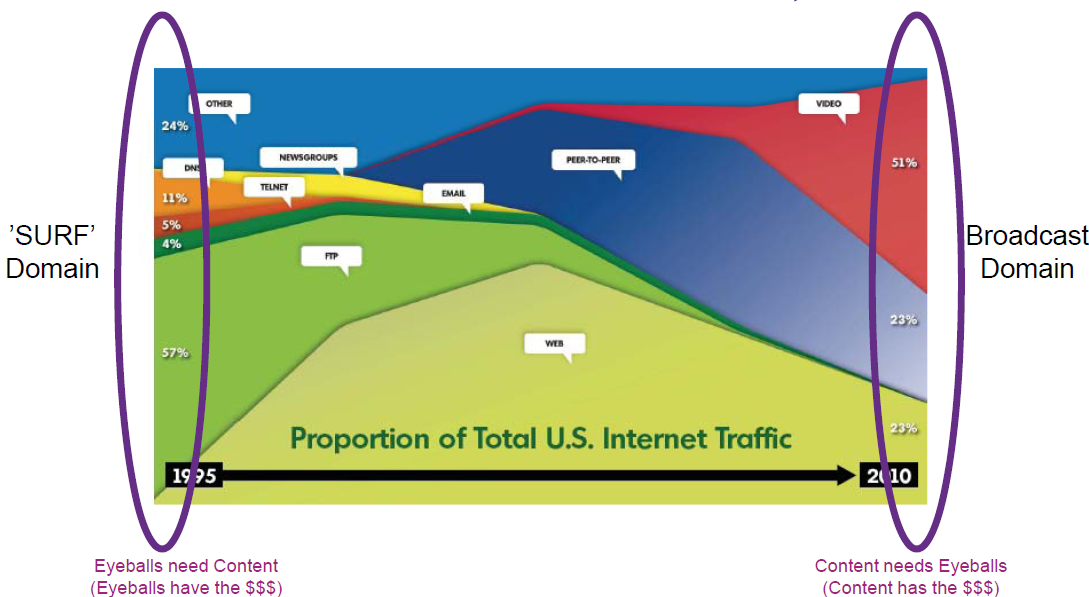 OTHER
24%
DNS
NEWSGROUPS
TELNET
11%
5%
4%
EMAIL
PEER-TO-PEER
VIDEO
51%
’SURF’
Domain
Broadcast
Domain
FTP
57%
WEB
23%
23%
Proportion of Total U.S. Internet Traffic
1995
2010
Eyeballs need Content
(Eyeballs have the $$$)
Content needs Eyeballs
(Content has the $$$)